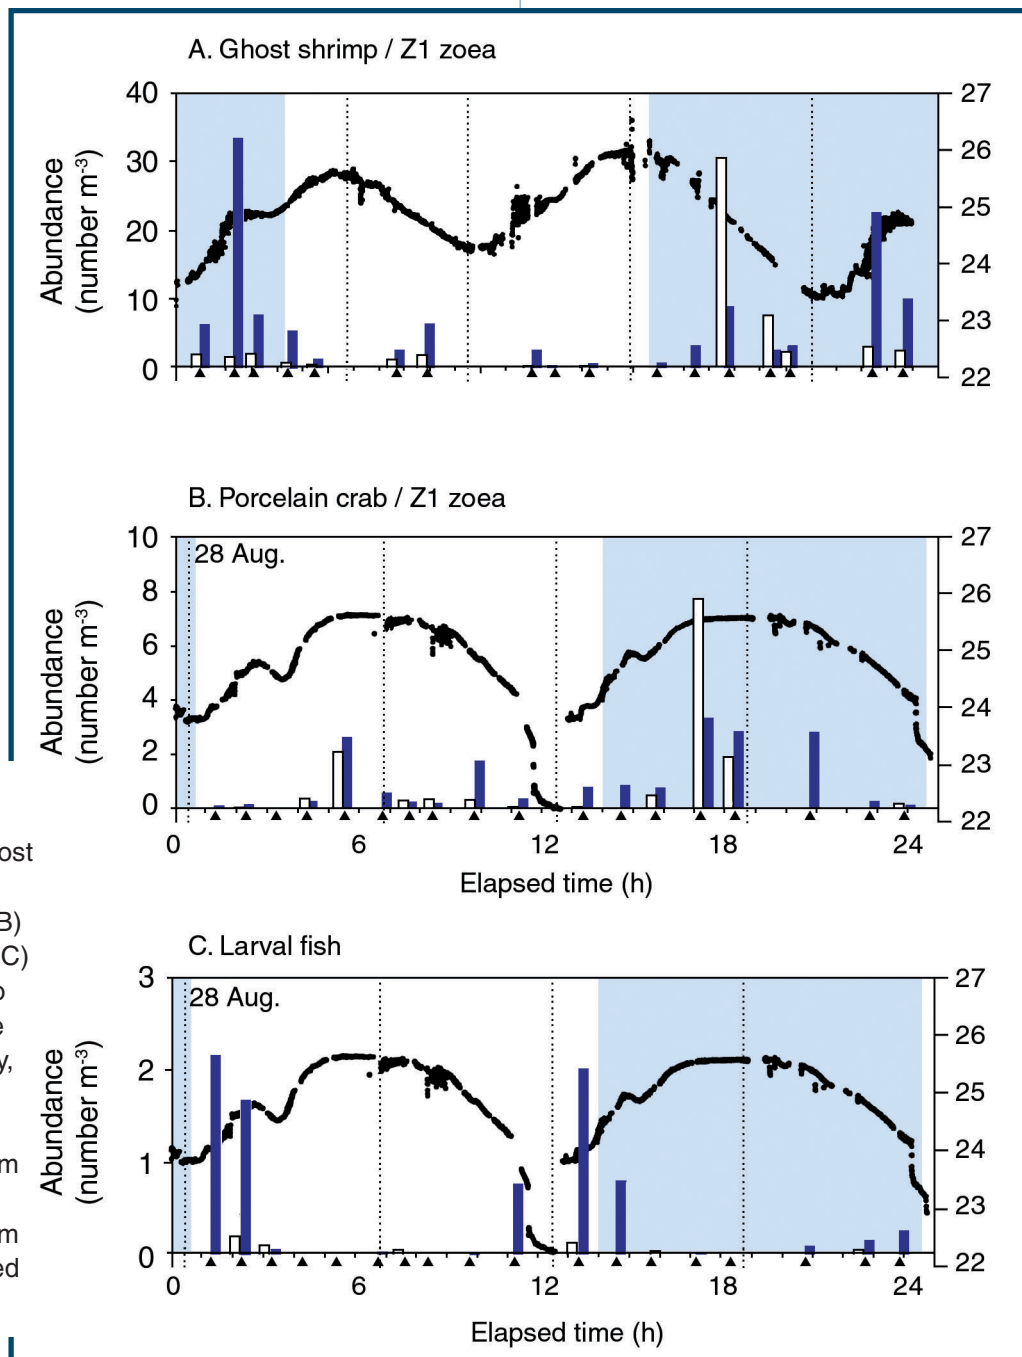 A. Ghost shrimp / Z1 zoea
40
30
20
10
0
Abundance
(number m-3)
27
26
25
24
23
22
B. Porcelain crab / Z1 zoea
28 Aug.
10
8
6
4
2
0
Abundance
(number m-3)
27
26
25
24
23
22
0
6
12
18
24
Elapsed time (h)
ost
B)
C)
C. Larval fish
28 Aug.
3
2
1
0
Abundance
(number m-3)
27
26
25
24
23
22
0
6
12
18
24
Elapsed time (h)
e
y,
m
m
ed